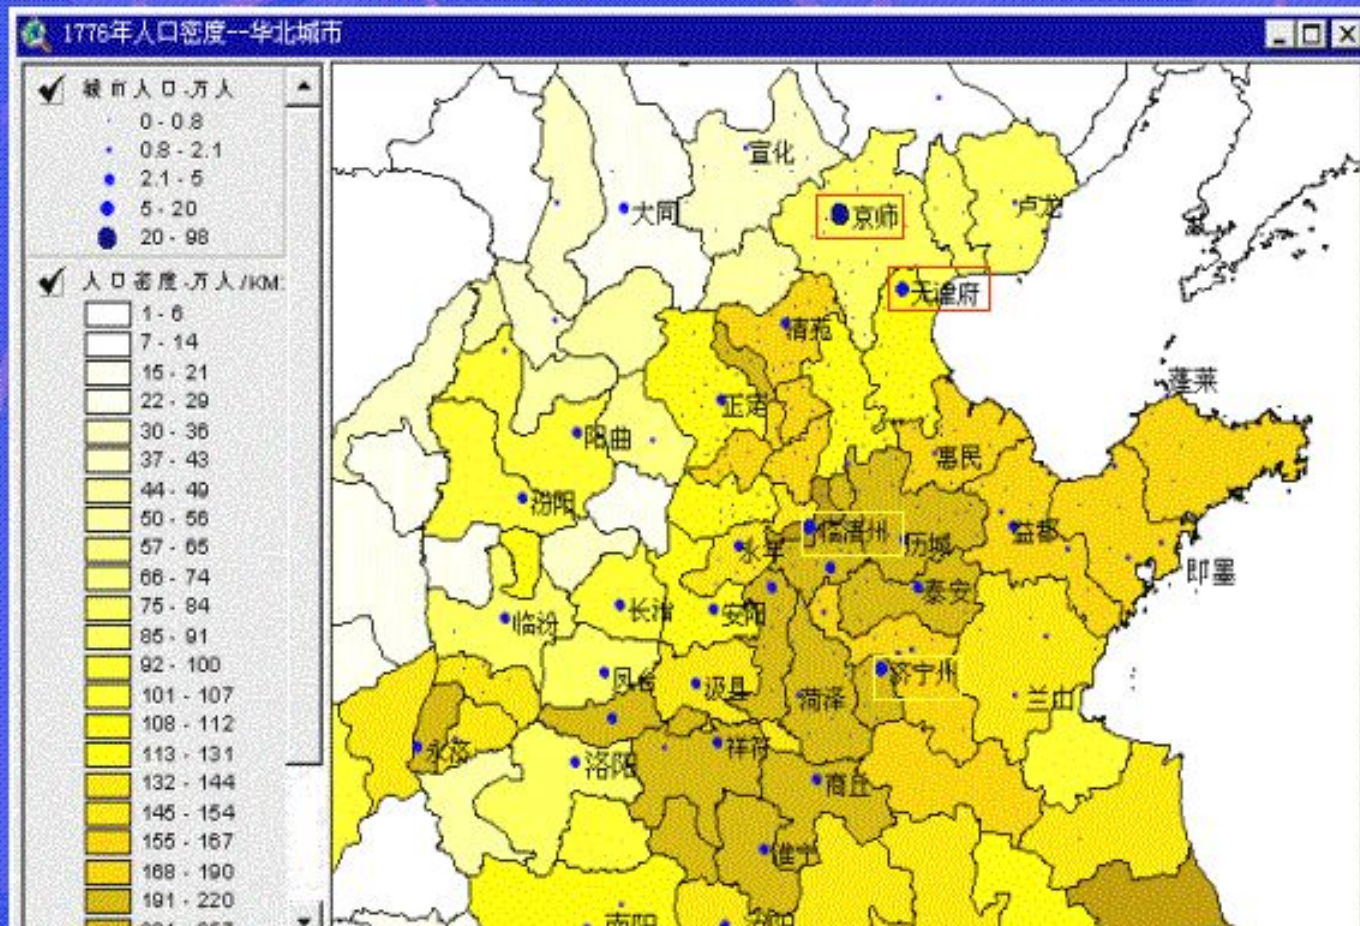 1776年人口密度--华北城市
城市人口.万人
0 - 0.8
0.8 - 2.1
2.1 - 5
5 - 20
20 - 98
人口密度.万人/KM:
1 - 6
7 - 14
15 - 21
22 - 29
30 - 36
37 - 43
44 - 49
50 - 56
57 - 65
66 - 74
75 - 84
85 - 91
92 - 100
101 - 107
108 - 112
113 - 131
132 - 144
145 - 154
155 - 167
168 - 190
191 - 220
宣化
大同
京师
卢龙
天津府
清苑
蓬莱
正定
阳曲
惠民
汾阳
临清州
历城
益都
永年
即墨
泰安
长治
安阳
临汾
凤台
汲县
菏泽
济宁州
兰山
永济
祥符
洛阳
商丘
淮宁
南阳